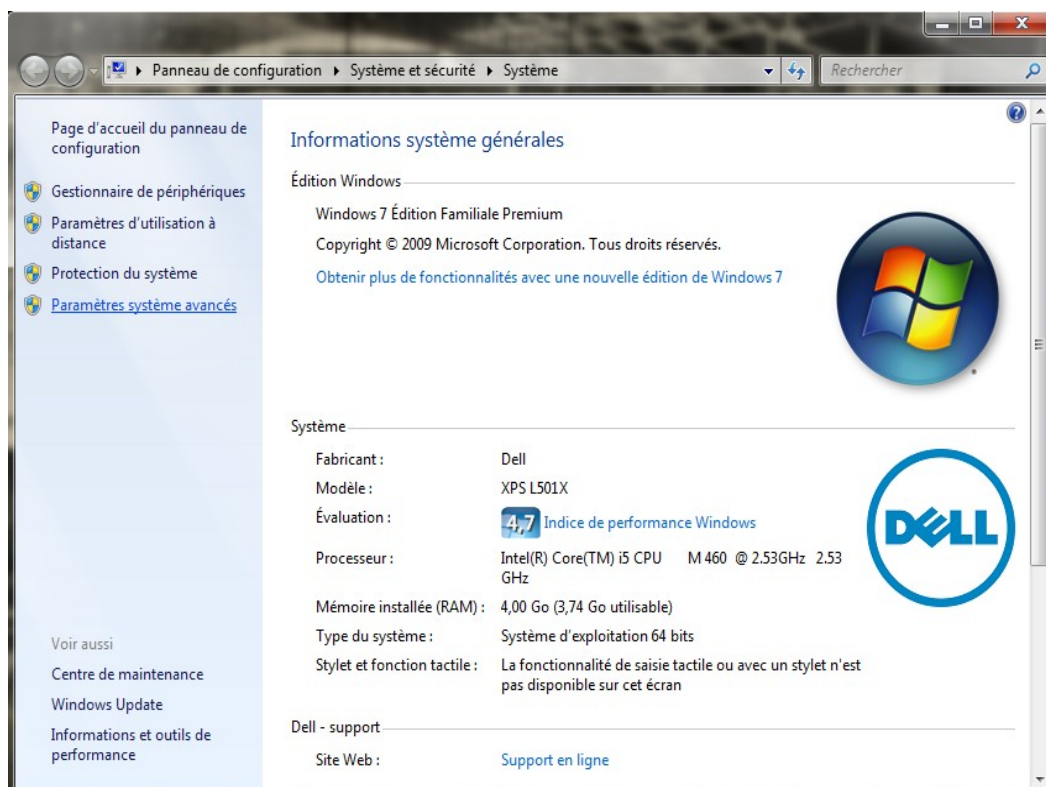 Panneau de configuration Système et sécurité Système
Rechercher
Page d'accueil du panneau de
configuration
Gestionnaire de périphériques
Paramètres d'utilisation à
distance
Protection du système
Paramètres système avancés
Voir aussi
Centre de maintenance
Windows Update
Informations et outils de
performance
Informations système générales
Édition Windows
Windows 7 Édition Familiale Premium
Copyright © 2009 Microsoft Corporation. Tous droits réservés.
Obtenir plus de fonctionnalités avec une nouvelle édition de Windows 7
Système
Fabricant : Dell
Modèle : XPS L501X
Évaluation : 4,7 Indice de performance Windows
Processeur : Intel(R) Core(TM) i5 CPU M 460 @ 2.53GHz 2.53
GHz
Mémoire installée (RAM) : 4,00 Go (3,74 Go utilisable)
Type du système : Système d'exploitation 64 bits
Stylet et fonction tactile : La fonctionnalité de saisie tactile ou avec un stylet n'est
pas disponible sur cet écran
DELL
Dell - support
Site Web : Support en ligne